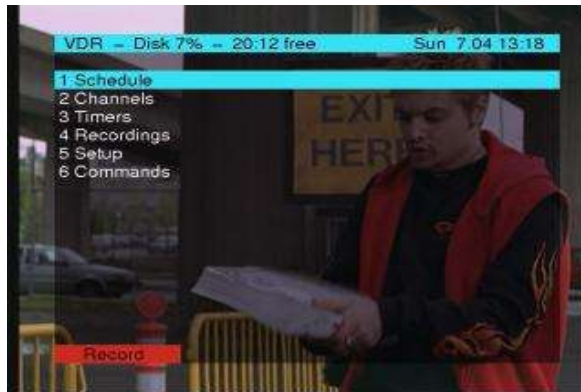 VDR - Disk 7% - 20:12 free Sun 7.04 13:18
1 Schedule
2 Channels
3 Timers
4 Recordings
5 Setup
6 Commands
EXIT
HERE
Record